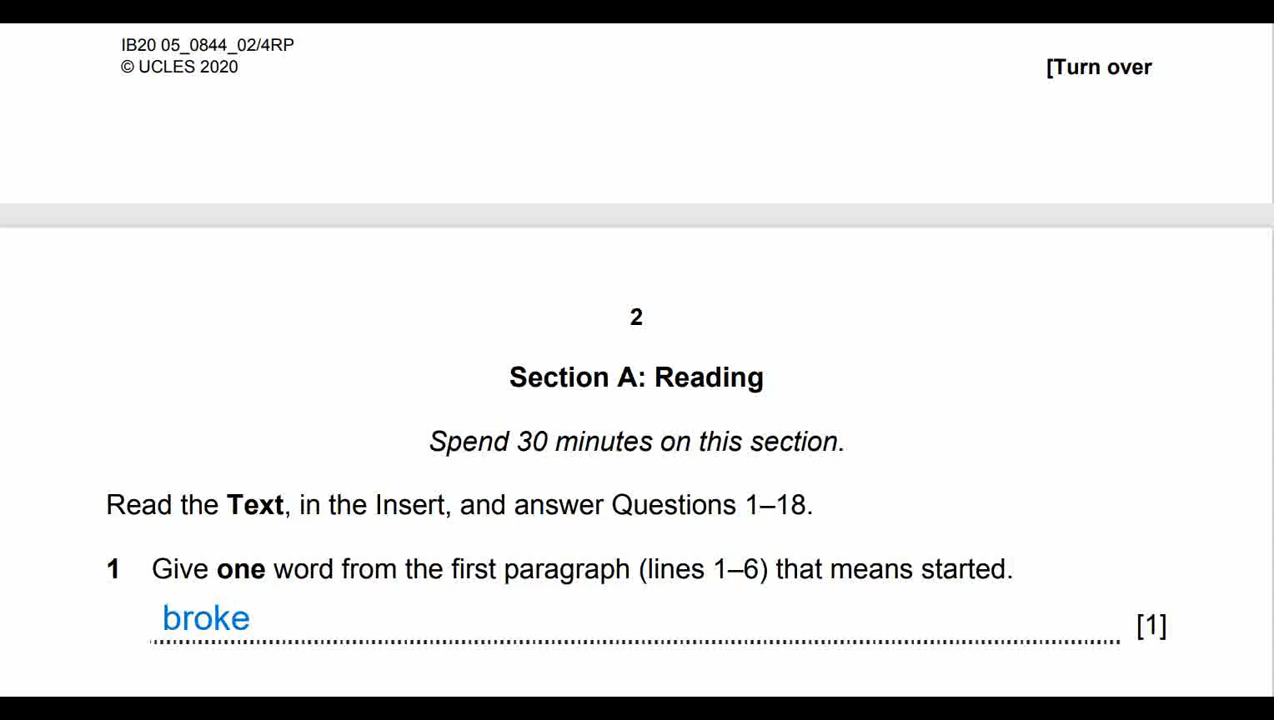 IB20 05_0844_02/4RP
© UCLES 2020
[Turn over
2
Section A: Reading
Spend 30 minutes on this section.
Read the Text, in the Insert, and answer Questions 1–18.
1 Give one word from the first paragraph (lines 1–6) that means started.
broke
[1]